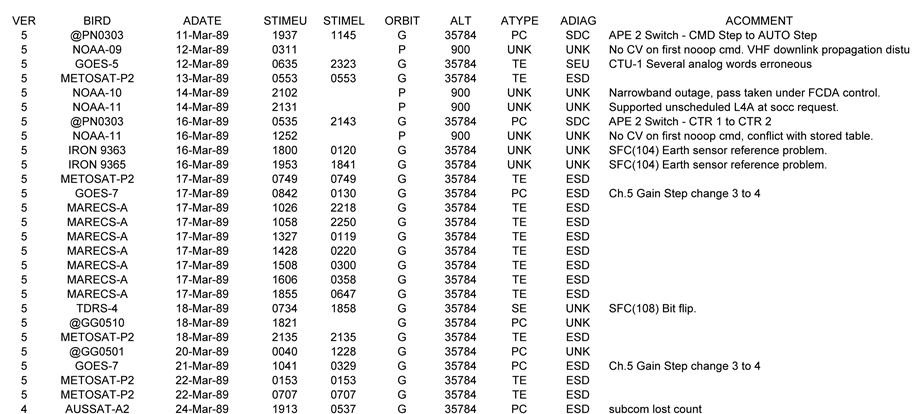 VER BIRD ADATE STIMEU STIMEL ORBIT ALT ATYPE ADIAG ACOMMENT
5 @PN0303 11-Mar-89 1937 1145 G 35784 PC SDC APE 2 Switch - CMD Step to AUTO Step
5 NOAA-09 12-Mar-89 0311 P 900 UNK UNK No CV on first nooop cmd. VHF downlink propagation distu
5 GOES-5 12-Mar-89 0635 2323 G 35784 TE SEU CTU-1 Several analog words erroneous
5 METOSAT-P2 13-Mar-89 0553 0553 G 35784 TE ESD
5 NOAA-10 14-Mar-89 2102 P 900 UNK UNK Narrowband outage, pass taken under FCDA control.
5 NOAA-11 14-Mar-89 2131 P 900 UNK UNK Supported unscheduled L4A at socc request.
5 @PN0303 16-Mar-89 0535 2143 G 35784 PC SDC APE 2 Switch - CTR 1 to CTR 2
5 NOAA-11 16-Mar-89 1252 P 900 UNK UNK No CV on first nooop cmd, conflict with stored table.
5 IRON 9363 16-Mar-89 1800 0120 G 35784 UNK UNK SFC(104) Earth sensor reference problem.
5 IRON 9365 16-Mar-89 1953 1841 G 35784 UNK UNK SFC(104) Earth sensor reference problem.
5 METOSAT-P2 17-Mar-89 0749 0749 G 35784 TE ESD
5 GOES-7 17-Mar-89 0842 0130 G 35784 PC ESD Ch.5 Gain Step change 3 to 4
5 MARECS-A 17-Mar-89 1026 2218 G 35784 TE ESD
5 MARECS-A 17-Mar-89 1058 2250 G 35784 TE ESD
5 MARECS-A 17-Mar-89 1327 0119 G 35784 TE ESD
5 MARECS-A 17-Mar-89 1428 0220 G 35784 TE ESD
5 MARECS-A 17-Mar-89 1508 0300 G 35784 TE ESD
5 MARECS-A 17-Mar-89 1606 0358 G 35784 TE ESD
5 MARECS-A 17-Mar-89 1855 0647 G 35784 TE ESD
5 TDRS-4 18-Mar-89 0734 1858 G 35784 SE UNK SFC(108) Bit flip.
5 @GG0510 18-Mar-89 1821 G 35784 PC UNK
5 METOSAT-P2 18-Mar-89 2135 2135 G 35784 TE ESD
5 @GG0501 20-Mar-89 0040 1228 G 35784 PC UNK
5 GOES-7 21-Mar-89 1041 0329 G 35784 PC ESD Ch.5 Gain Step change 3 to 4
5 METOSAT-P2 22-Mar-89 0153 0153 G 35784 TE ESD
5 METOSAT-P2 22-Mar-89 0707 0707 G 35784 TE ESD
4 AUSSAT-A2 24-Mar-89 1913 0537 G 35784 PC ESD subcom lost count